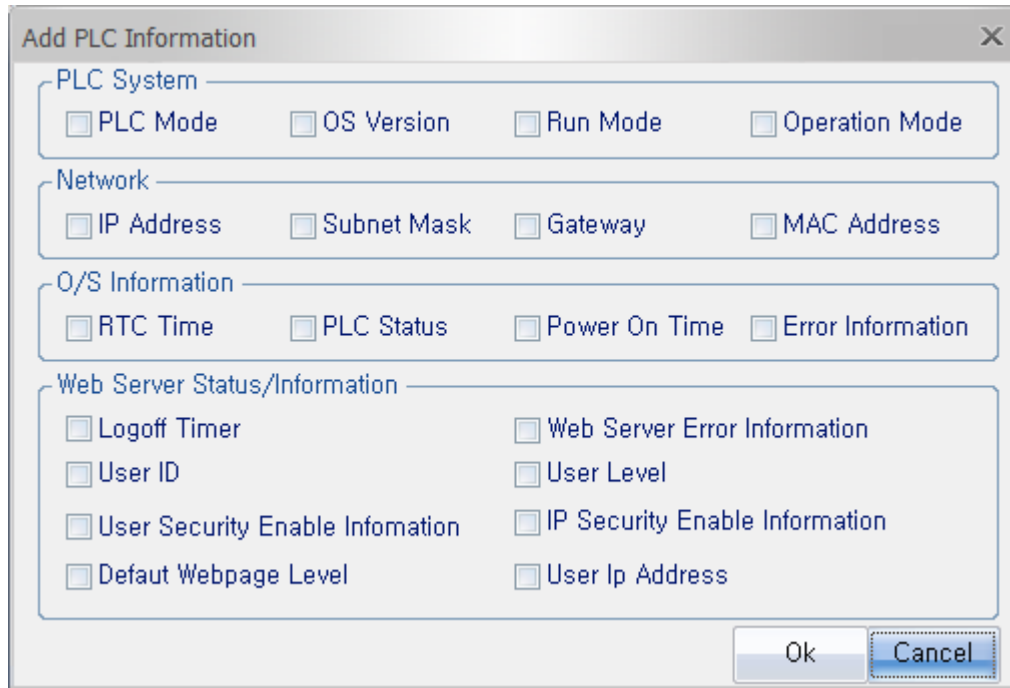 Add PLC Information
PLC System
PLC Mode OS Version Run Mode Operation Mode
Network
IP Address Subnet Mask Gateway MAC Address
O/S Information
RTC Time PLC Status Power On Time Error Information
Web Server Status/Information
Logoff Timer Web Server Error Information
User ID User Level
User Security Enable Infomation IP Security Enable Information
Defaut Webpage Level User Ip Address
Ok Cancel